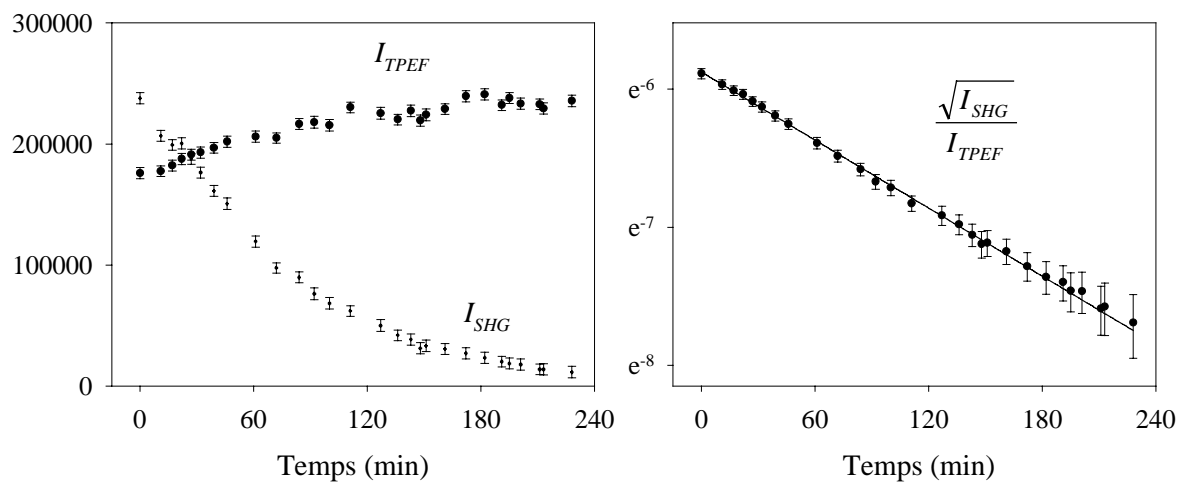 300000
200000
100000
0
I_TPEF
I_SHG
0 60 120 180 240
Temps (min)
e⁻⁶
e⁻⁷
e⁻⁸
√I_SHG
I_TPEF
0 60 120 180 240
Temps (min)